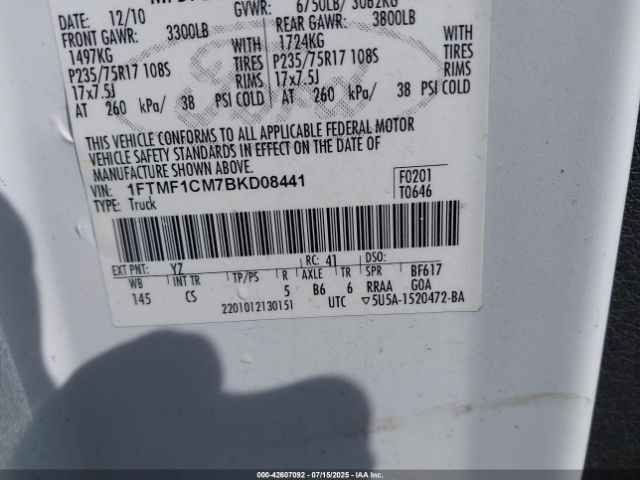 DATE: 12/10 GVWR: 6750LB/ 3062KG
FRONT GAWR: 3300LB REAR GAWR: 3800LB
1497KG WITH 1724KG WITH
P235/75R17 108S TIRES P235/75R17 108S TIRES
17x7.5J RIMS 17x7.5J RIMS
AT 260 kPa/ 38 PSI COLD AT 260 kPa/ 38 PSI COLD
THIS VEHICLE CONFORMS TO ALL APPLICABLE FEDERAL MOTOR
VEHICLE SAFETY STANDARDS IN EFFECT ON THE DATE OF
MANUFACTURE SHOWN ABOVE.
VIN: 1FTMF1CM7BKD08441 F0201
TYPE: Truck T0646
EXT PNT: YZ RC: 41 DSO:
WB INT TR TP/PS R AXLE TR SPR BF617
145 CS 5 B6 6 RRAA GOA
2201012130151 UTC ▽5U5A-1520472-BA
Ford
00-42607092 | 07/15/2025 | Copyright © IAA, LLC